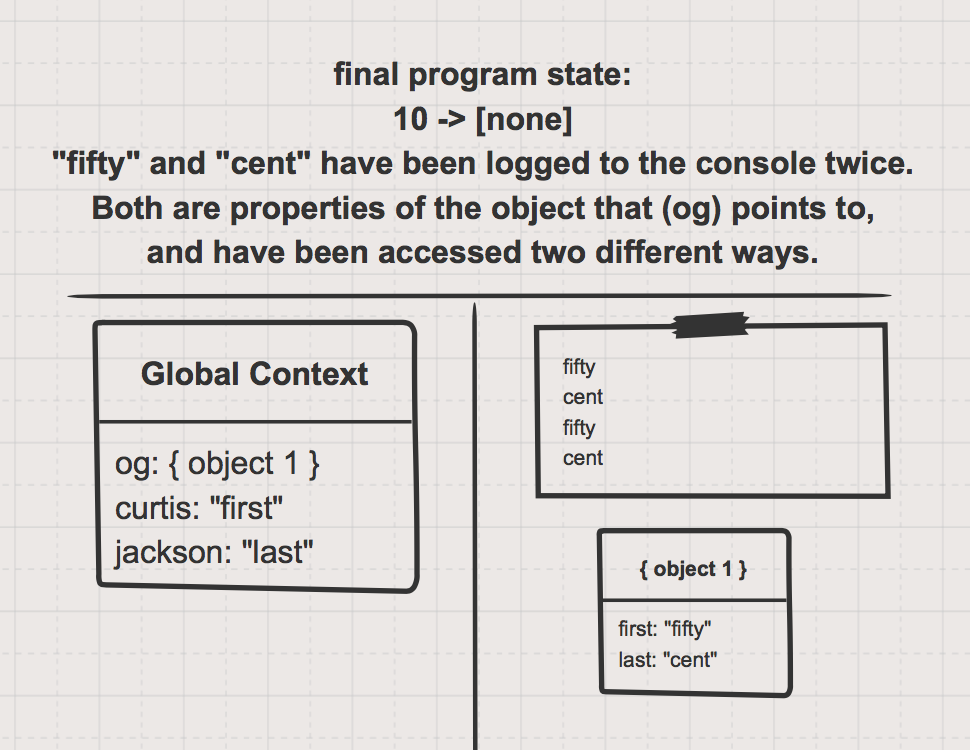 final program state:
10 -> [none]
"fifty" and "cent" have been logged to the console twice.
Both are properties of the object that (og) points to,
and have been accessed two different ways.
Global Context
og: { object 1 }
curtis: "first"
jackson: "last"
fifty
cent
fifty
cent
{ object 1 }
first: "fifty"
last: "cent"